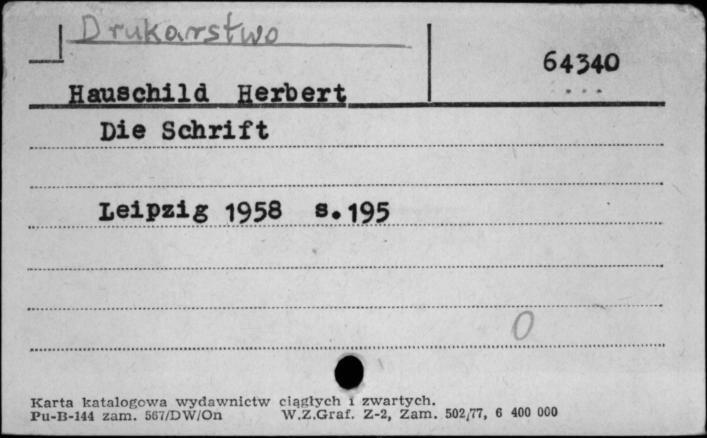 Drukarstwo
64340
Hauschild Herbert
Die Schrift
Leipzig 1958 s.195
0
Karta katalogowa wydawnictw ciągłych i zwartych.
Pu-B-144 zam. 567/DW/On W.Z.Graf. Z-2, Zam. 502/77, 6 400 000